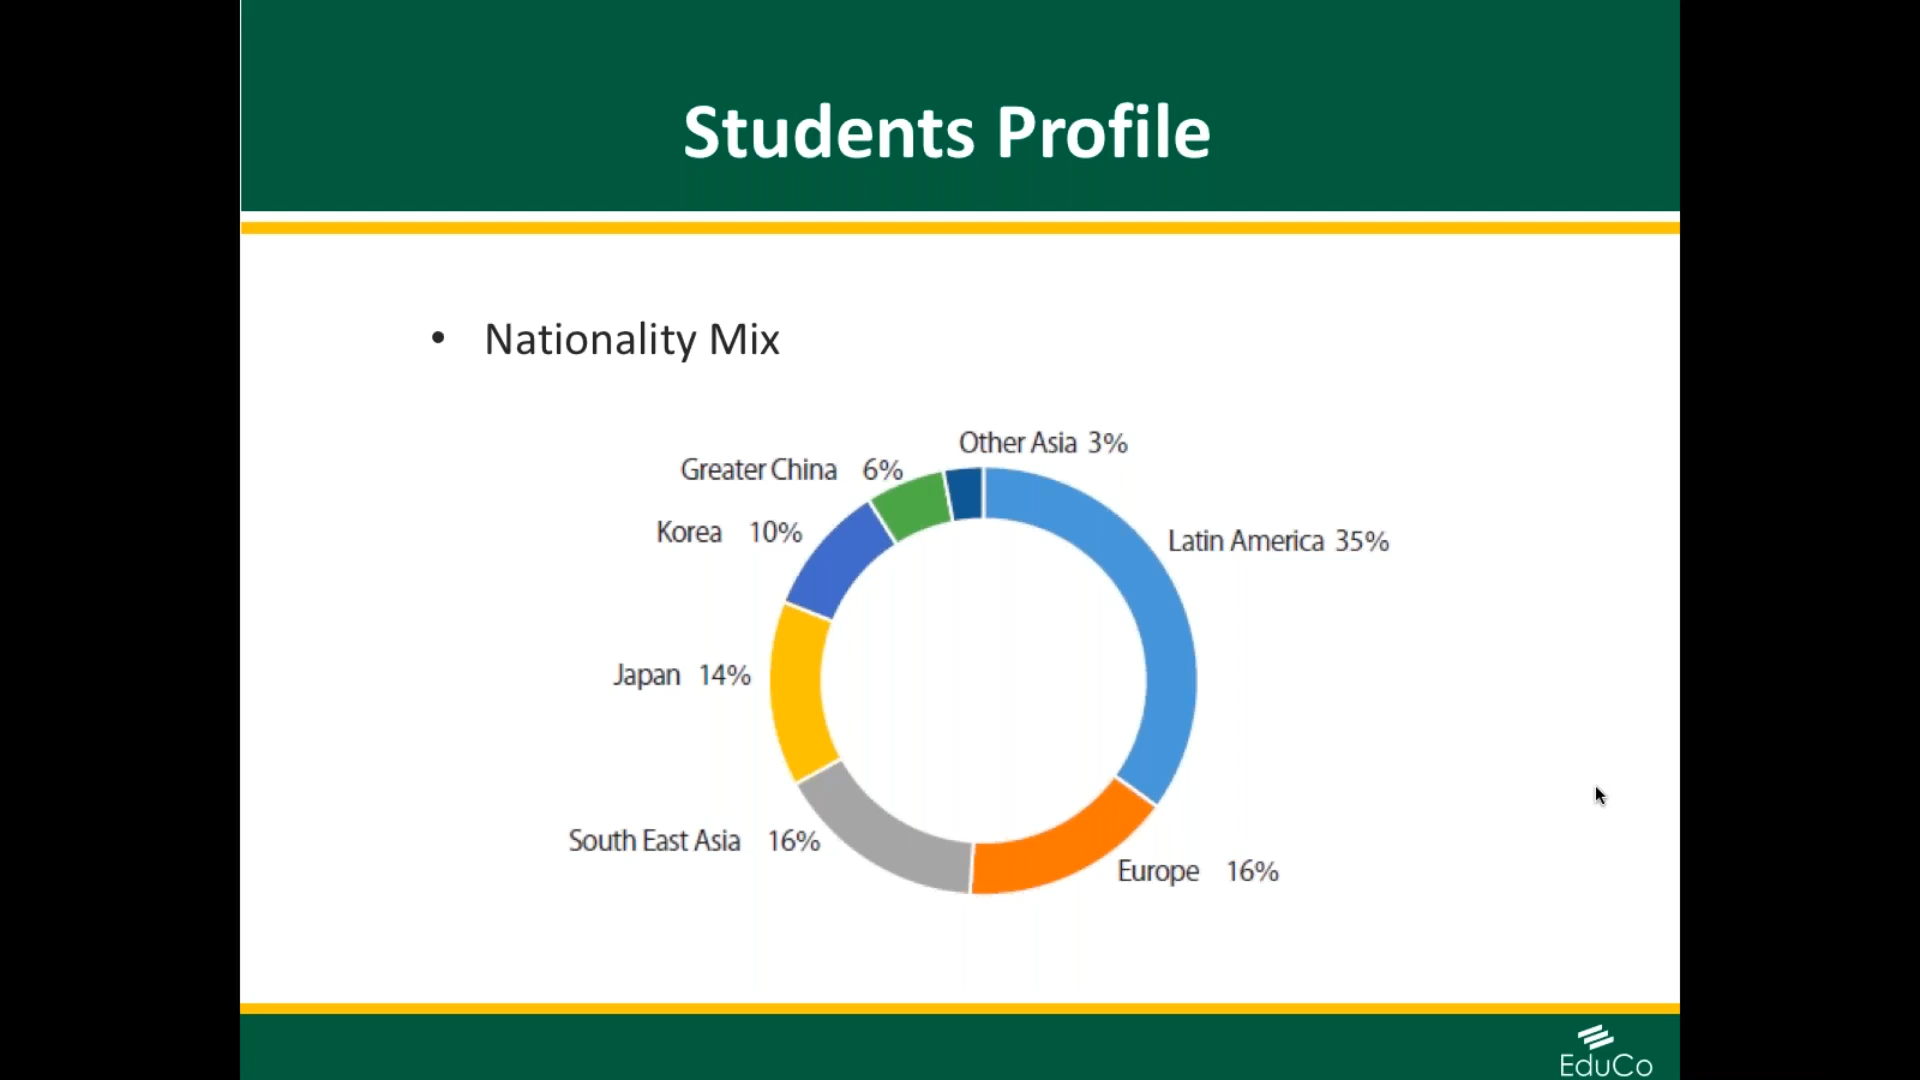 Students Profile
• Nationality Mix
Other Asia 3%
Greater China 6%
Korea 10%
Latin America 35%
Japan 14%
South East Asia 16%
Europe 16%
EduCo